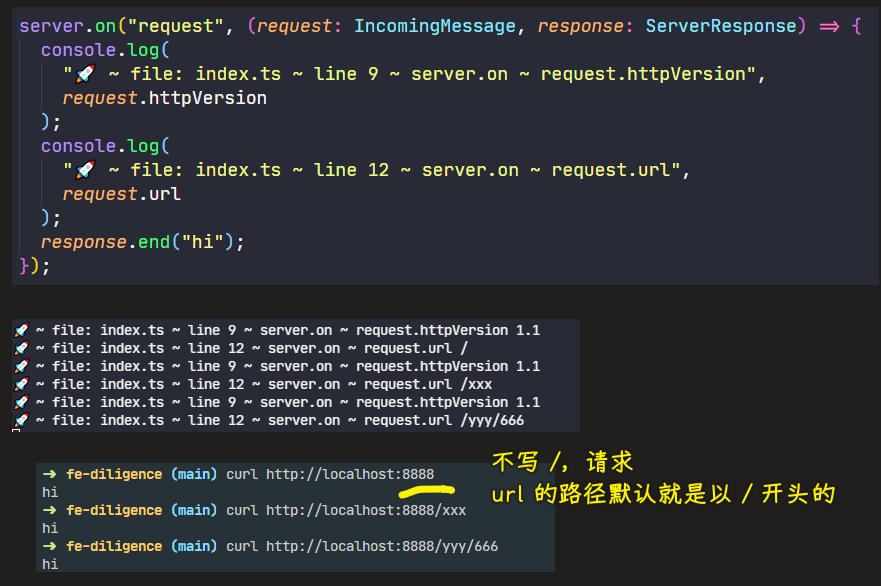 server.on("request", (request: IncomingMessage, response: ServerResponse) => {
console.log(
"🚀 ~ file: index.ts ~ line 9 ~ server.on ~ request.httpVersion",
request.httpVersion
);
console.log(
"🚀 ~ file: index.ts ~ line 12 ~ server.on ~ request.url",
request.url
);
response.end("hi");
});
🚀 ~ file: index.ts ~ line 9 ~ server.on ~ request.httpVersion 1.1
🚀 ~ file: index.ts ~ line 12 ~ server.on ~ request.url /
🚀 ~ file: index.ts ~ line 9 ~ server.on ~ request.httpVersion 1.1
🚀 ~ file: index.ts ~ line 12 ~ server.on ~ request.url /xxx
🚀 ~ file: index.ts ~ line 9 ~ server.on ~ request.httpVersion 1.1
🚀 ~ file: index.ts ~ line 12 ~ server.on ~ request.url /yyy/666
➜ fe-diligence (main) curl http://localhost:8888
hi
➜ fe-diligence (main) curl http://localhost:8888/xxx
hi
➜ fe-diligence (main) curl http://localhost:8888/yyy/666
hi
不写 /，请求
url 的路径默认就是以 / 开头的